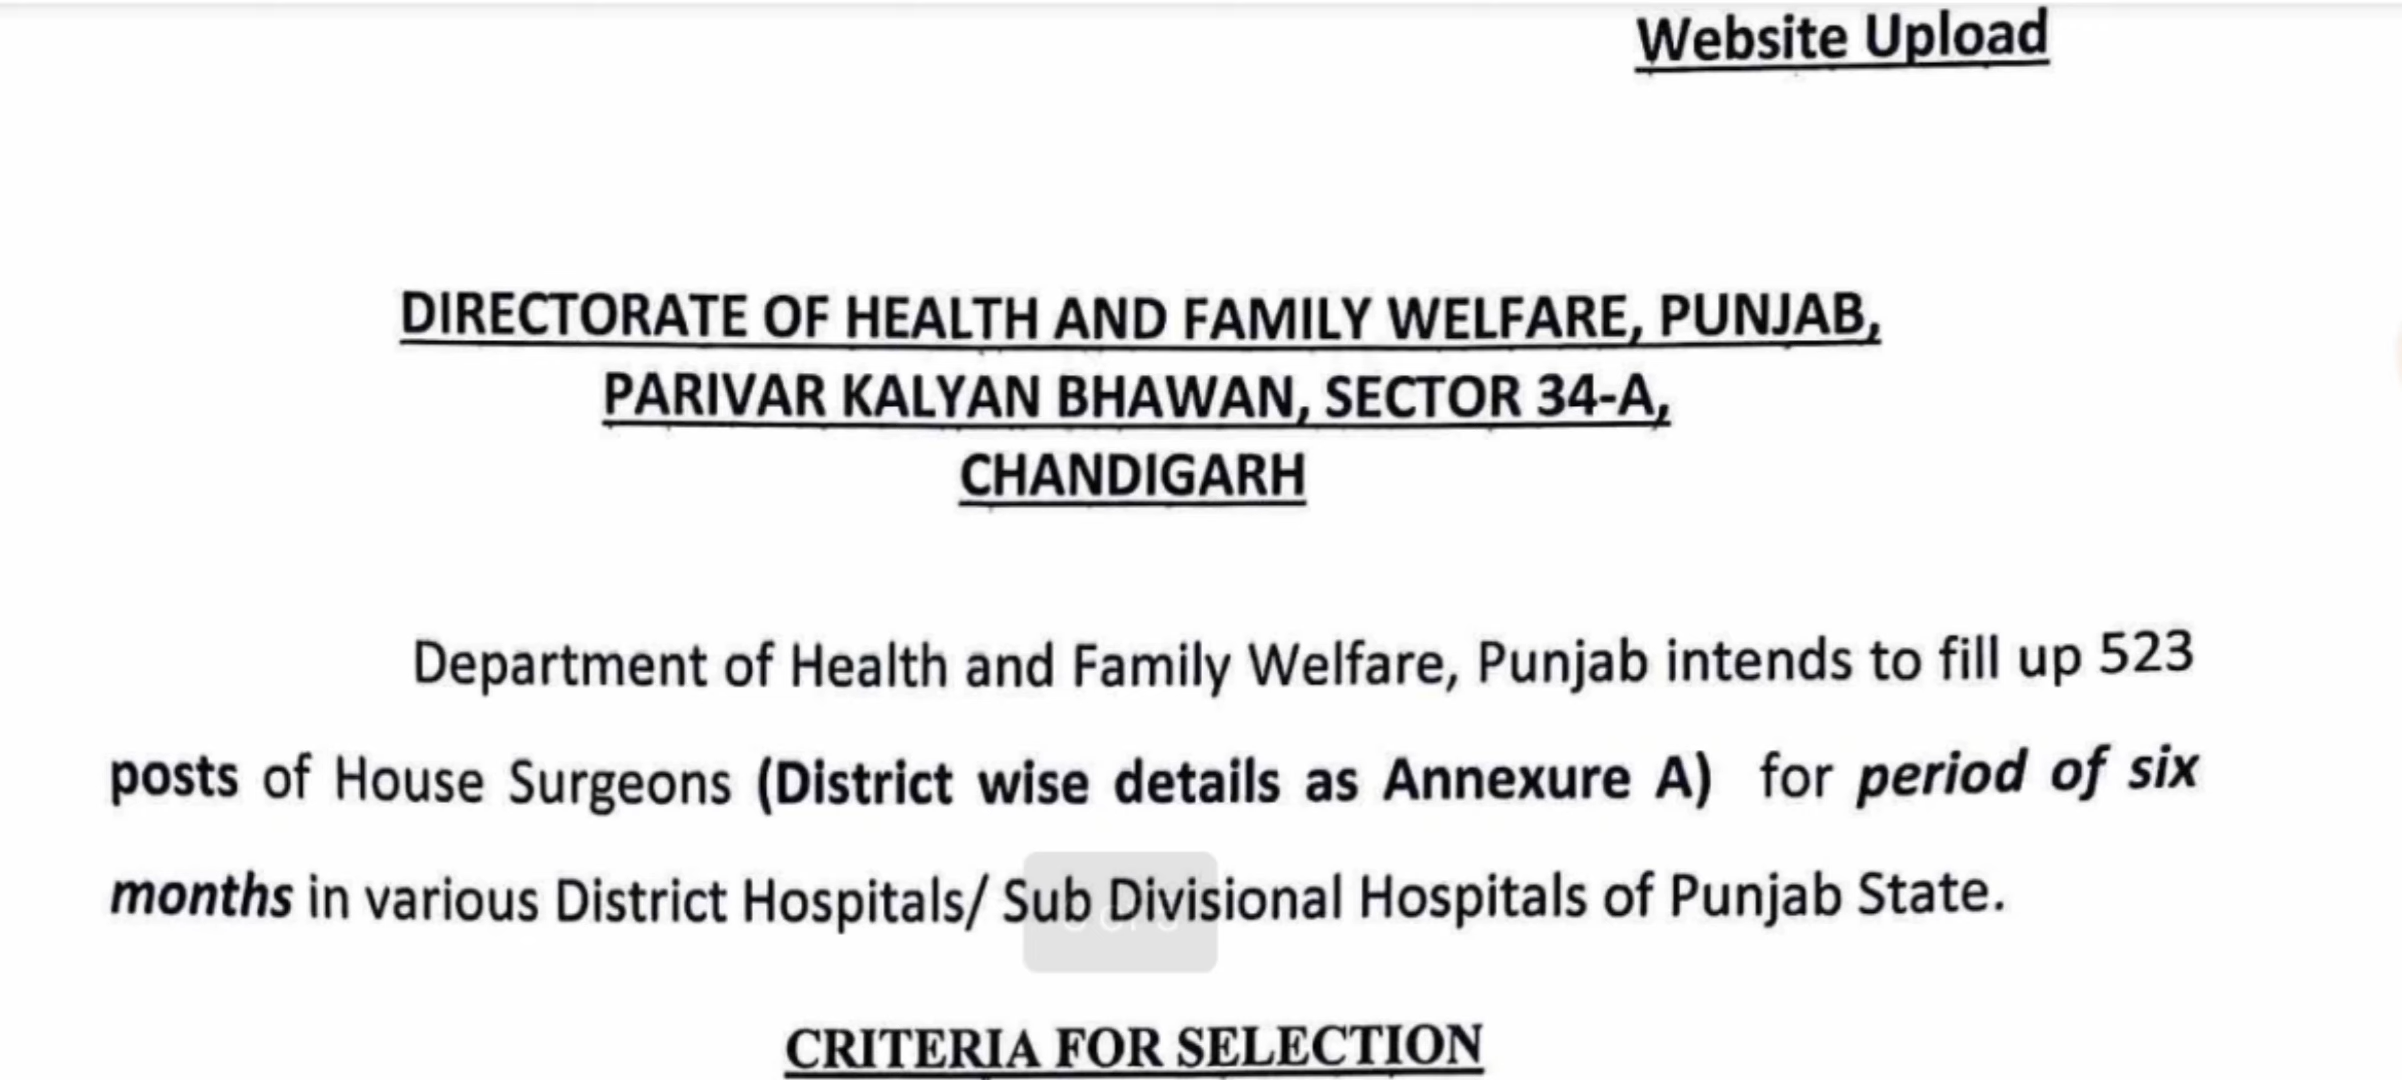 Website Upload
DIRECTORATE OF HEALTH AND FAMILY WELFARE, PUNJAB,
PARIVAR KALYAN BHAWAN, SECTOR 34-A,
CHANDIGARH
Department of Health and Family Welfare, Punjab intends to fill up 523
posts of House Surgeons (District wise details as Annexure A) for period of six
months in various District Hospitals/ Sub Divisional Hospitals of Punjab State.
CRITERIA FOR SELECTION